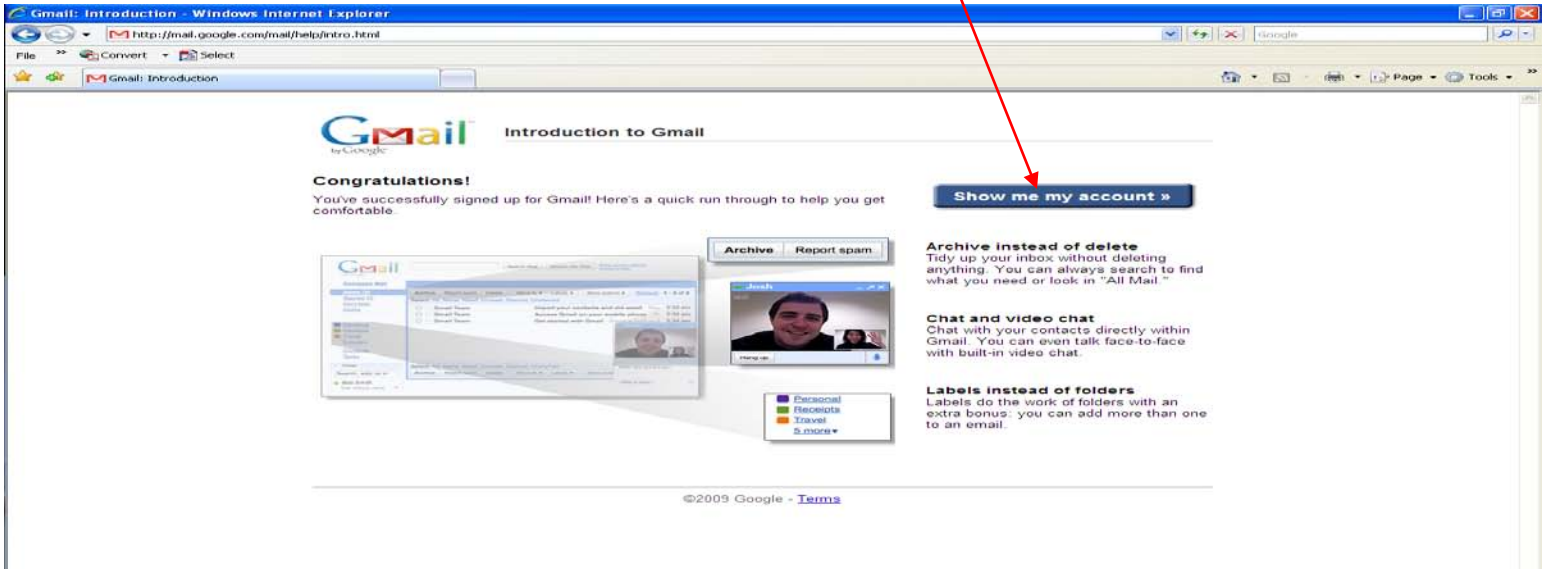 Gmail: Introduction - Windows Internet Explorer
http://mail.google.com/mail/help/intro.html
Google
File » Convert Select
Gmail: Introduction
Page Tools »
Gmail™
by Google
Introduction to Gmail
Congratulations!
You've successfully signed up for Gmail! Here's a quick run through to help you get
comfortable.
Show me my account »
Archive Report spam
Gmail
Josh
Hang up
Personal
Receipts
Travel
5 more▾
Archive instead of delete
Tidy up your inbox without deleting
anything. You can always search to find
what you need or look in "All Mail."
Chat and video chat
Chat with your contacts directly within
Gmail. You can even talk face-to-face
with built-in video chat.
Labels instead of folders
Labels do the work of folders with an
extra bonus: you can add more than one
to an email.
©2009 Google - Terms